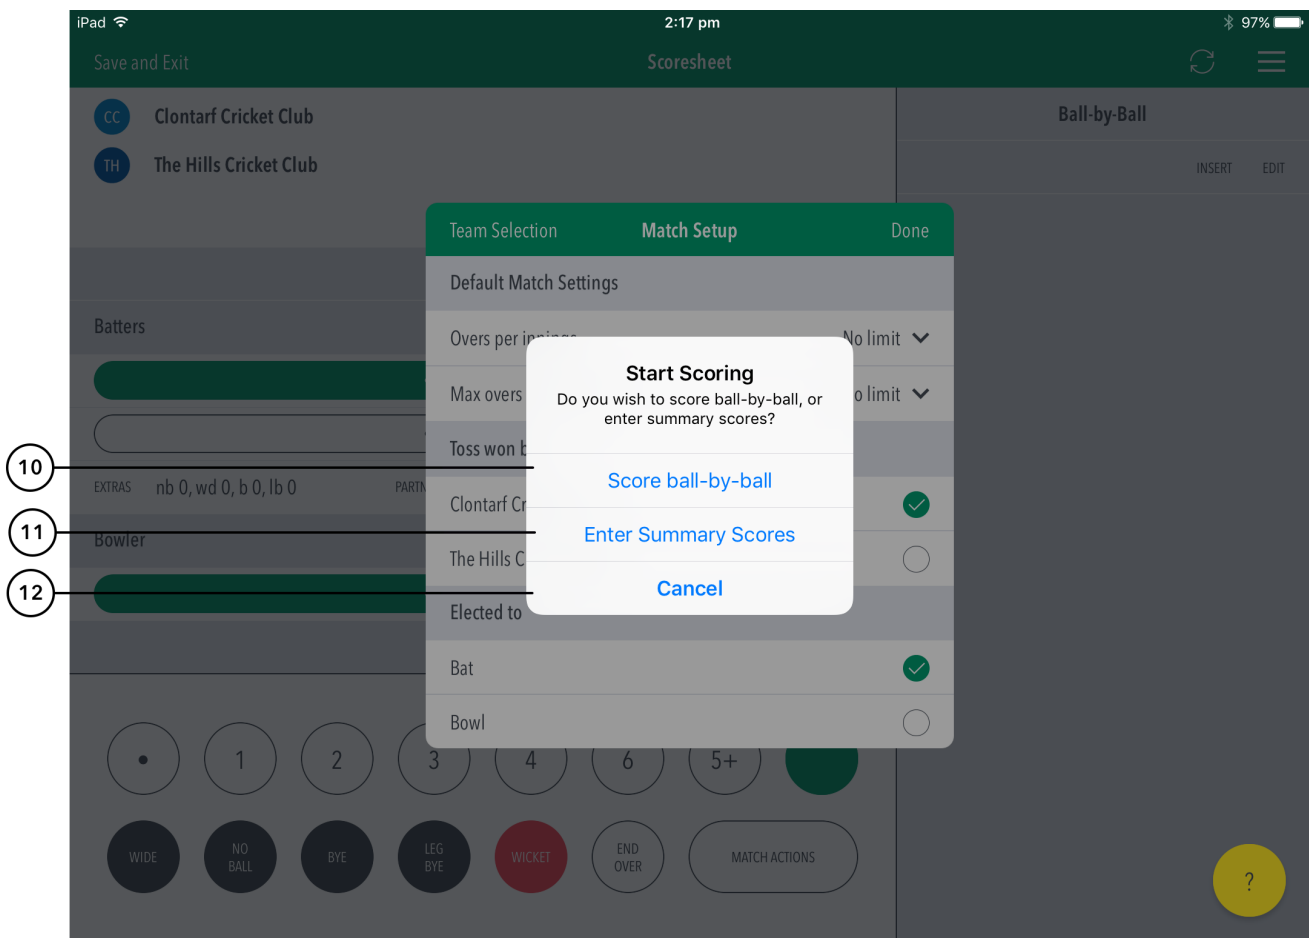 iPad 2:17 pm 97%
Save and Exit Scoresheet
CC Clontarf Cricket Club
Ball-by-Ball
TH The Hills Cricket Club
INSERT EDIT
Team Selection Match Setup Done
Default Match Settings
Batters
Overs per innings No limit
Start Scoring
Max overs o limit
Do you wish to score ball-by-ball, or
enter summary scores?
Toss won b
10
Score ball-by-ball
EXTRAS nb 0, wd 0, b 0, lb 0 PARTN
Clontarf Cr
11
Enter Summary Scores
Bowler
The Hills C
12
Cancel
Elected to
Bat
Bowl
1 2 3 4 6 5+
WIDE
NO
BALL
BYE
LEG
BYE
WICKET
END
OVER
MATCH ACTIONS
?